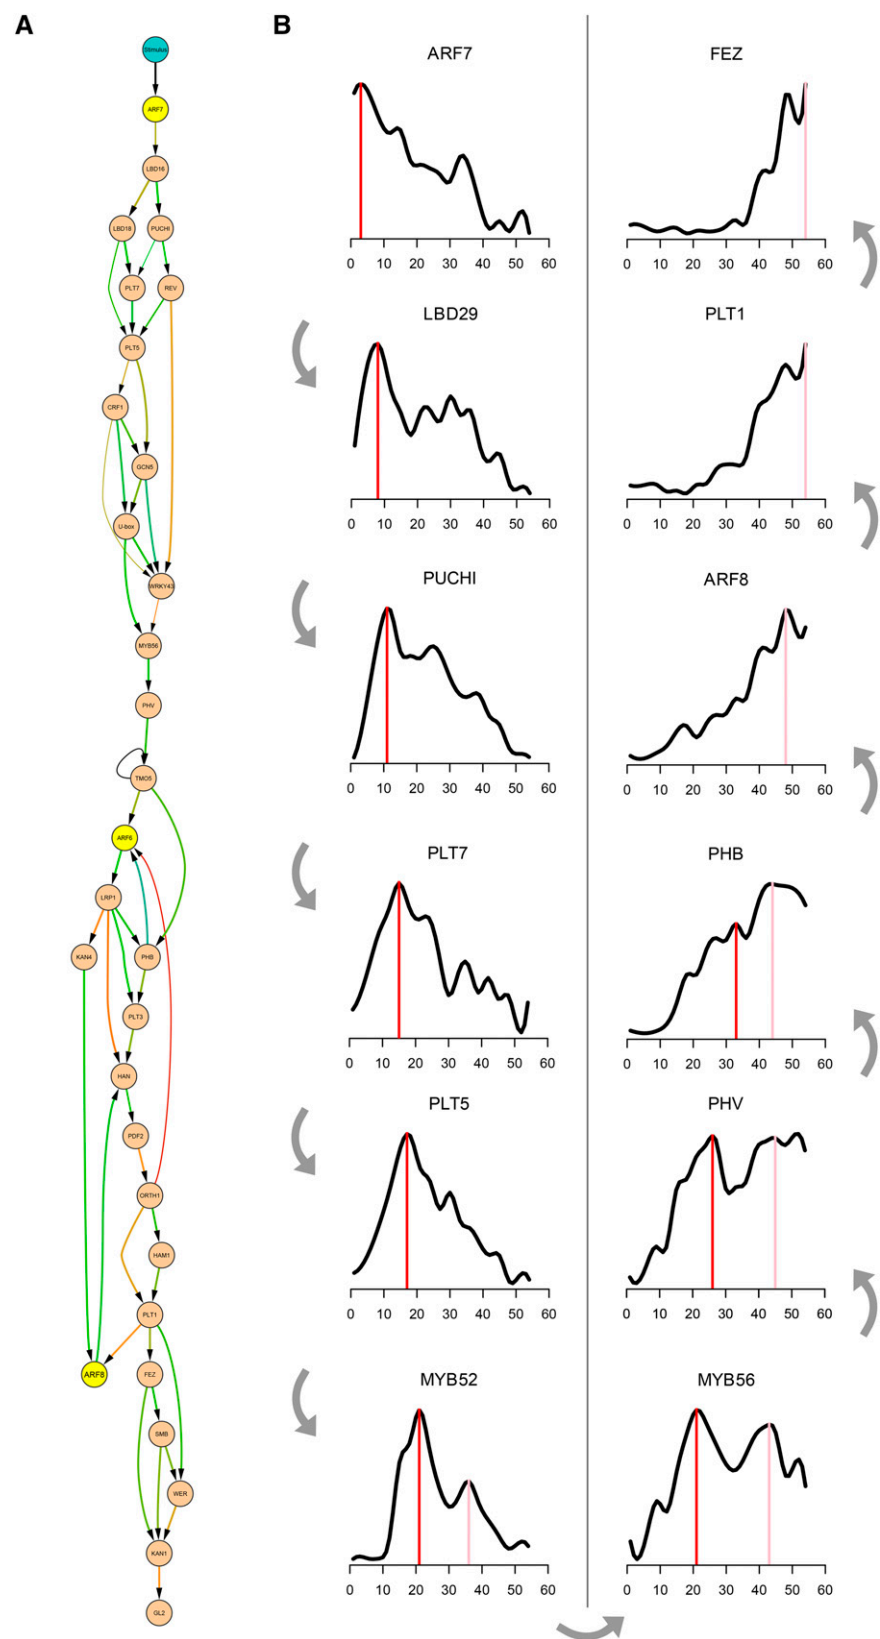 A
Stimulus
ARF7
LBD16
LBD18
PUCHI
PLT7
REV
PLT5
CRF1
GCN5
U-box
WRKY43
MYB56
PHV
TMO5
ARF6
LRP1
KAN4
PHB
PLT3
HAN
PDF2
ORTH1
HAM1
PLT1
ARF8
FEZ
SMB
WER
KAN1
GL2
B
ARF7
0 10 20 30 40 50 60
LBD29
0 10 20 30 40 50 60
PUCHI
0 10 20 30 40 50 60
PLT7
0 10 20 30 40 50 60
PLT5
0 10 20 30 40 50 60
MYB52
0 10 20 30 40 50 60
FEZ
0 10 20 30 40 50 60
PLT1
0 10 20 30 40 50 60
ARF8
0 10 20 30 40 50 60
PHB
0 10 20 30 40 50 60
PHV
0 10 20 30 40 50 60
MYB56
0 10 20 30 40 50 60